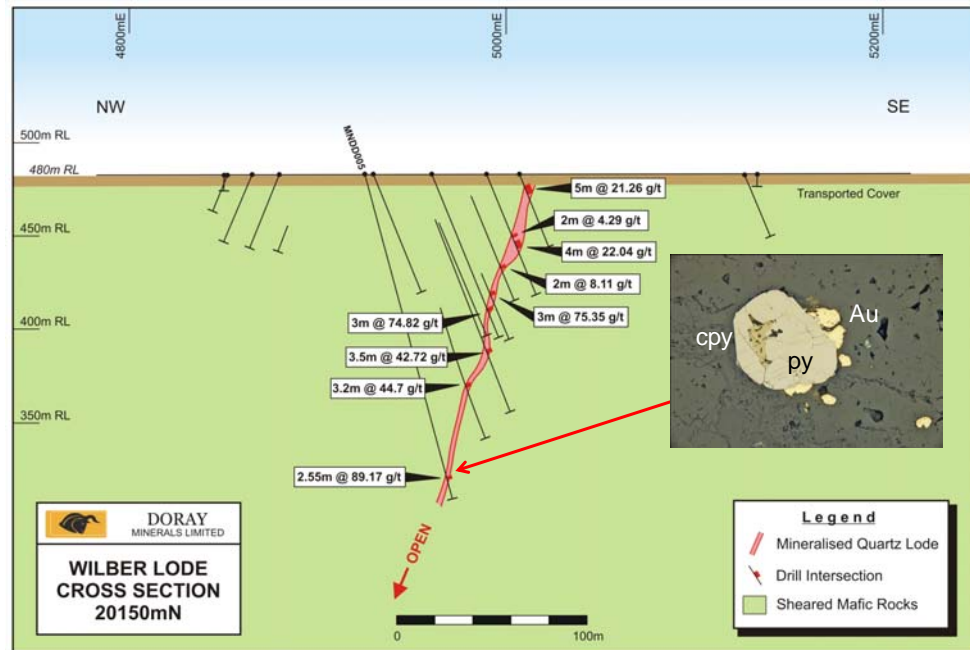 4800mE
5000mE
5200mE
NW
SE
500m RL
MNDD005
480m RL
Transported Cover
5m @ 21.26 g/t
2m @ 4.29 g/t
450m RL
4m @ 22.04 g/t
2m @ 8.11 g/t
3m @ 74.82 g/t
3m @ 75.35 g/t
400m RL
Au
cpy
py
3.5m @ 42.72 g/t
3.2m @ 44.7 g/t
350m RL
2.55m @ 89.17 g/t
OPEN
DORAY
MINERALS LIMITED
WILBER LODE
CROSS SECTION
20150mN
0
100m
Legend
Mineralised Quartz Lode
Drill Intersection
Sheared Mafic Rocks